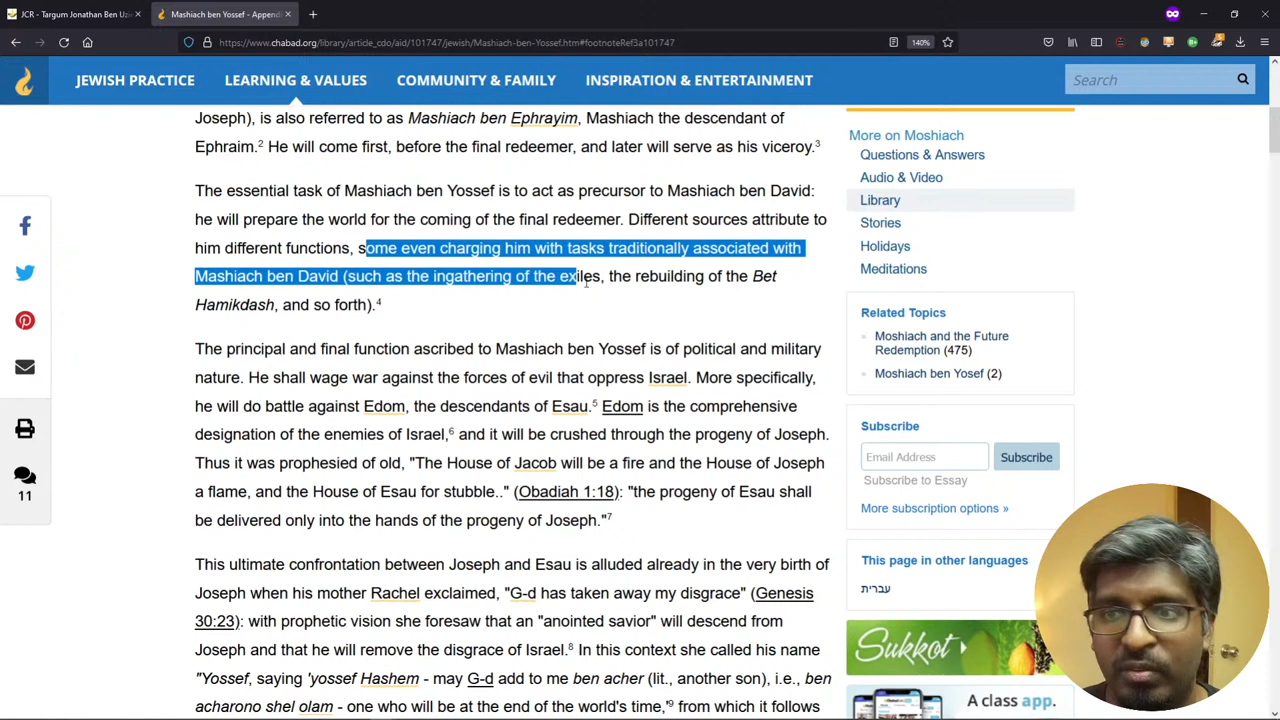 JCR - Targum Jonathan Ben Uzi
Mashiach ben Yossef - Appendi
https://www.chabad.org/library/article_cdo/aid/101747/jewish/Mashiach-ben-Yossef.htm#footnoteRef3a101747
140%
JEWISH PRACTICE
LEARNING & VALUES
COMMUNITY & FAMILY
INSPIRATION & ENTERTAINMENT
Search
Joseph), is also referred to as Mashiach ben Ephrayim, Mashiach the descendant of
Ephraim.2 He will come first, before the final redeemer, and later will serve as his viceroy.3
The essential task of Mashiach ben Yossef is to act as precursor to Mashiach ben David:
he will prepare the world for the coming of the final redeemer. Different sources attribute to
him different functions, some even charging him with tasks traditionally associated with
Mashiach ben David (such as the ingathering of the exiles, the rebuilding of the Bet
Hamikdash, and so forth).4
The principal and final function ascribed to Mashiach ben Yossef is of political and military
nature. He shall wage war against the forces of evil that oppress Israel. More specifically,
he will do battle against Edom, the descendants of Esau.5 Edom is the comprehensive
designation of the enemies of Israel,6 and it will be crushed through the progeny of Joseph.
Thus it was prophesied of old, "The House of Jacob will be a fire and the House of Joseph
a flame, and the House of Esau for stubble.." (Obadiah 1:18): "the progeny of Esau shall
be delivered only into the hands of the progeny of Joseph."7
This ultimate confrontation between Joseph and Esau is alluded already in the very birth of
Joseph when his mother Rachel exclaimed, "G-d has taken away my disgrace" (Genesis
30:23): with prophetic vision she foresaw that an "anointed savior" will descend from
Joseph and that he will remove the disgrace of Israel.8 In this context she called his name
"Yossef, saying 'yossef Hashem - may G-d add to me ben acher (lit., another son), i.e., ben
acharono shel olam - one who will be at the end of the world's time,'9 from which it follows
11
More on Moshiach
Questions & Answers
Audio & Video
Library
Stories
Holidays
Meditations
Related Topics
Moshiach and the Future
Redemption (475)
Moshiach ben Yosef (2)
Subscribe
Email Address
Subscribe
Subscribe to Essay
More subscription options »
This page in other languages
עברית
Sukkot
A class app.